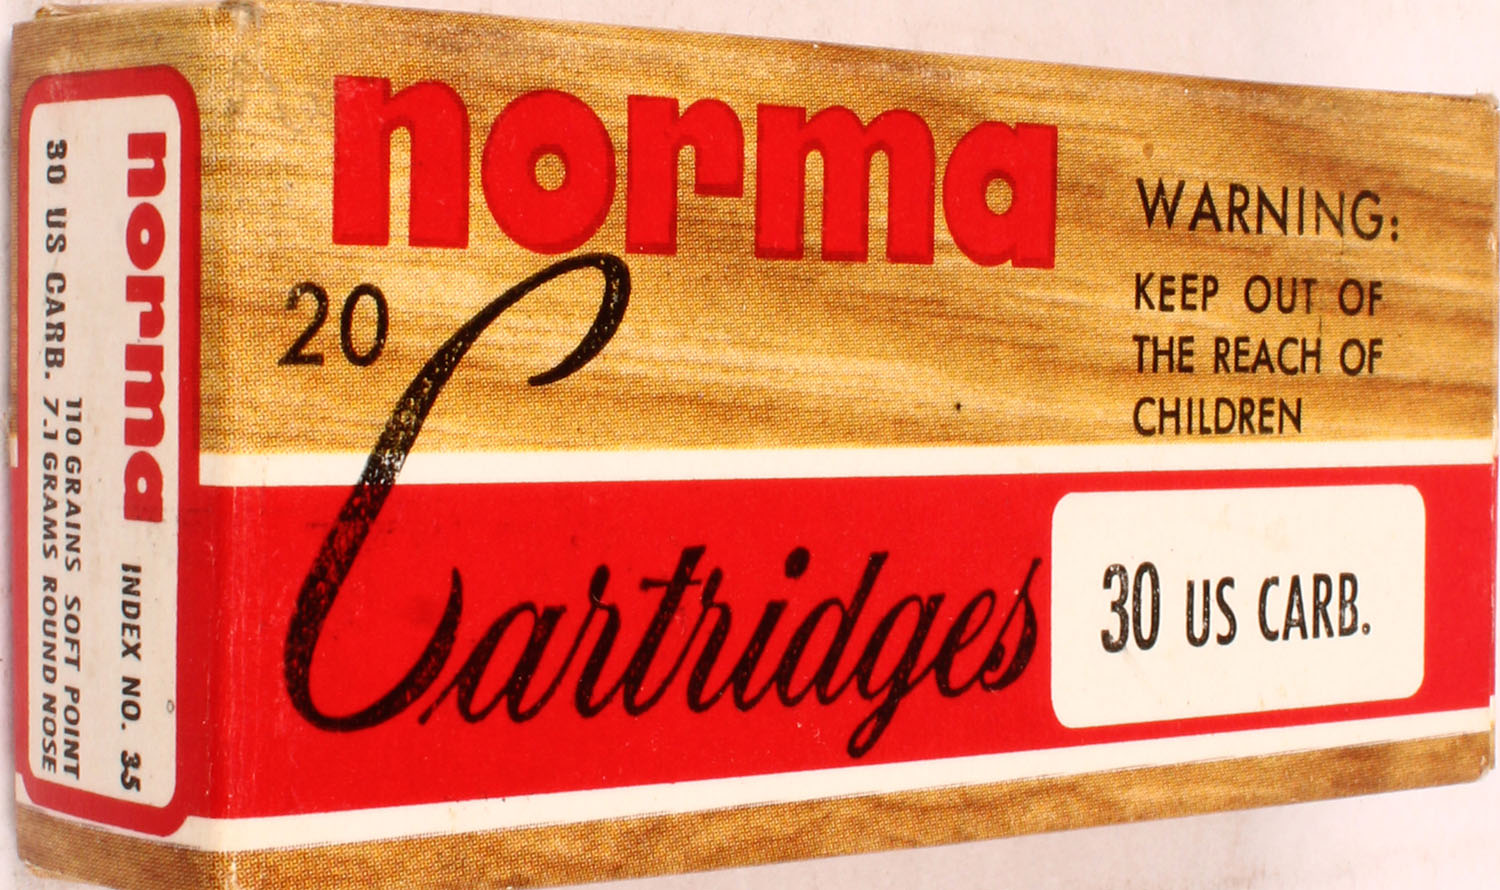 norma
20
Cartridges
WARNING:
KEEP OUT OF
THE REACH OF
CHILDREN
30 US CARB.
norma INDEX NO. 35
110 GRAINS SOFT POINT
30 US CARB. 7.1 GRAMS ROUND NOSE